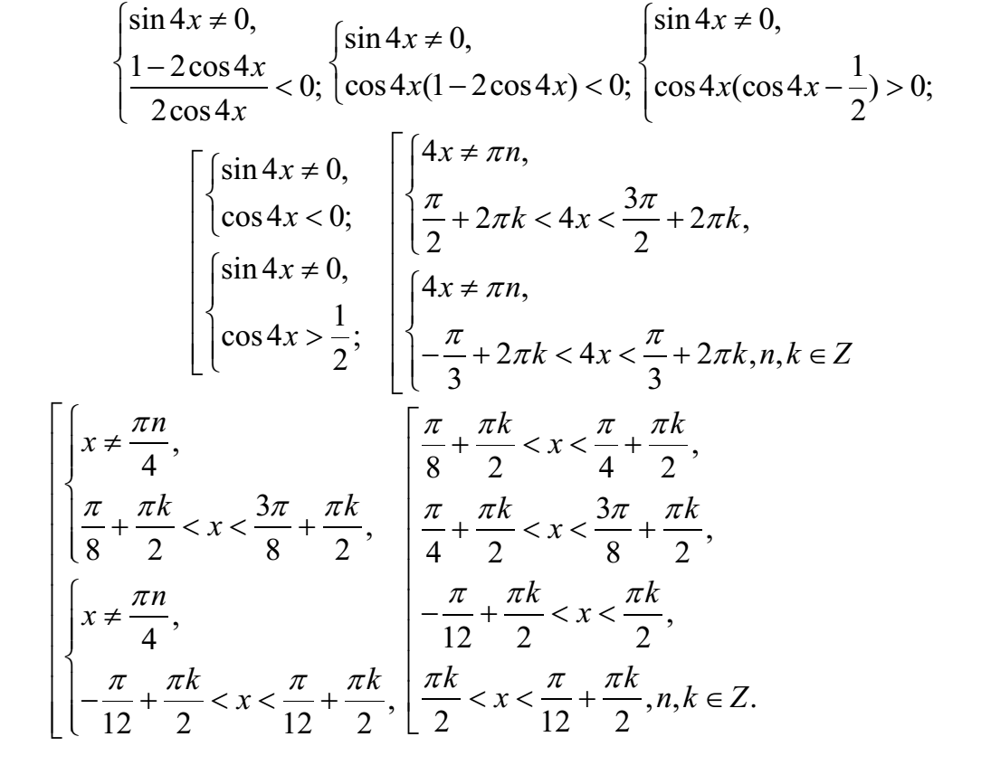 { sin 4x ≠ 0, (1 − 2cos 4x)/(2cos 4x) < 0; { sin 4x ≠ 0, cos 4x(1 − 2cos 4x) < 0; { sin 4x ≠ 0, cos 4x(cos 4x − 1/2) > 0;
[ { sin 4x ≠ 0, cos 4x < 0; { sin 4x ≠ 0, cos 4x > 1/2;
[ { 4x ≠ πn, π/2 + 2πk < 4x < 3π/2 + 2πk, { 4x ≠ πn, −π/3 + 2πk < 4x < π/3 + 2πk, n, k ∈ Z
[ { x ≠ πn/4, π/8 + πk/2 < x < 3π/8 + πk/2, { x ≠ πn/4, −π/12 + πk/2 < x < π/12 + πk/2,
[ π/8 + πk/2 < x < π/4 + πk/2,
π/4 + πk/2 < x < 3π/8 + πk/2,
−π/12 + πk/2 < x < πk/2,
πk/2 < x < π/12 + πk/2, n, k ∈ Z.